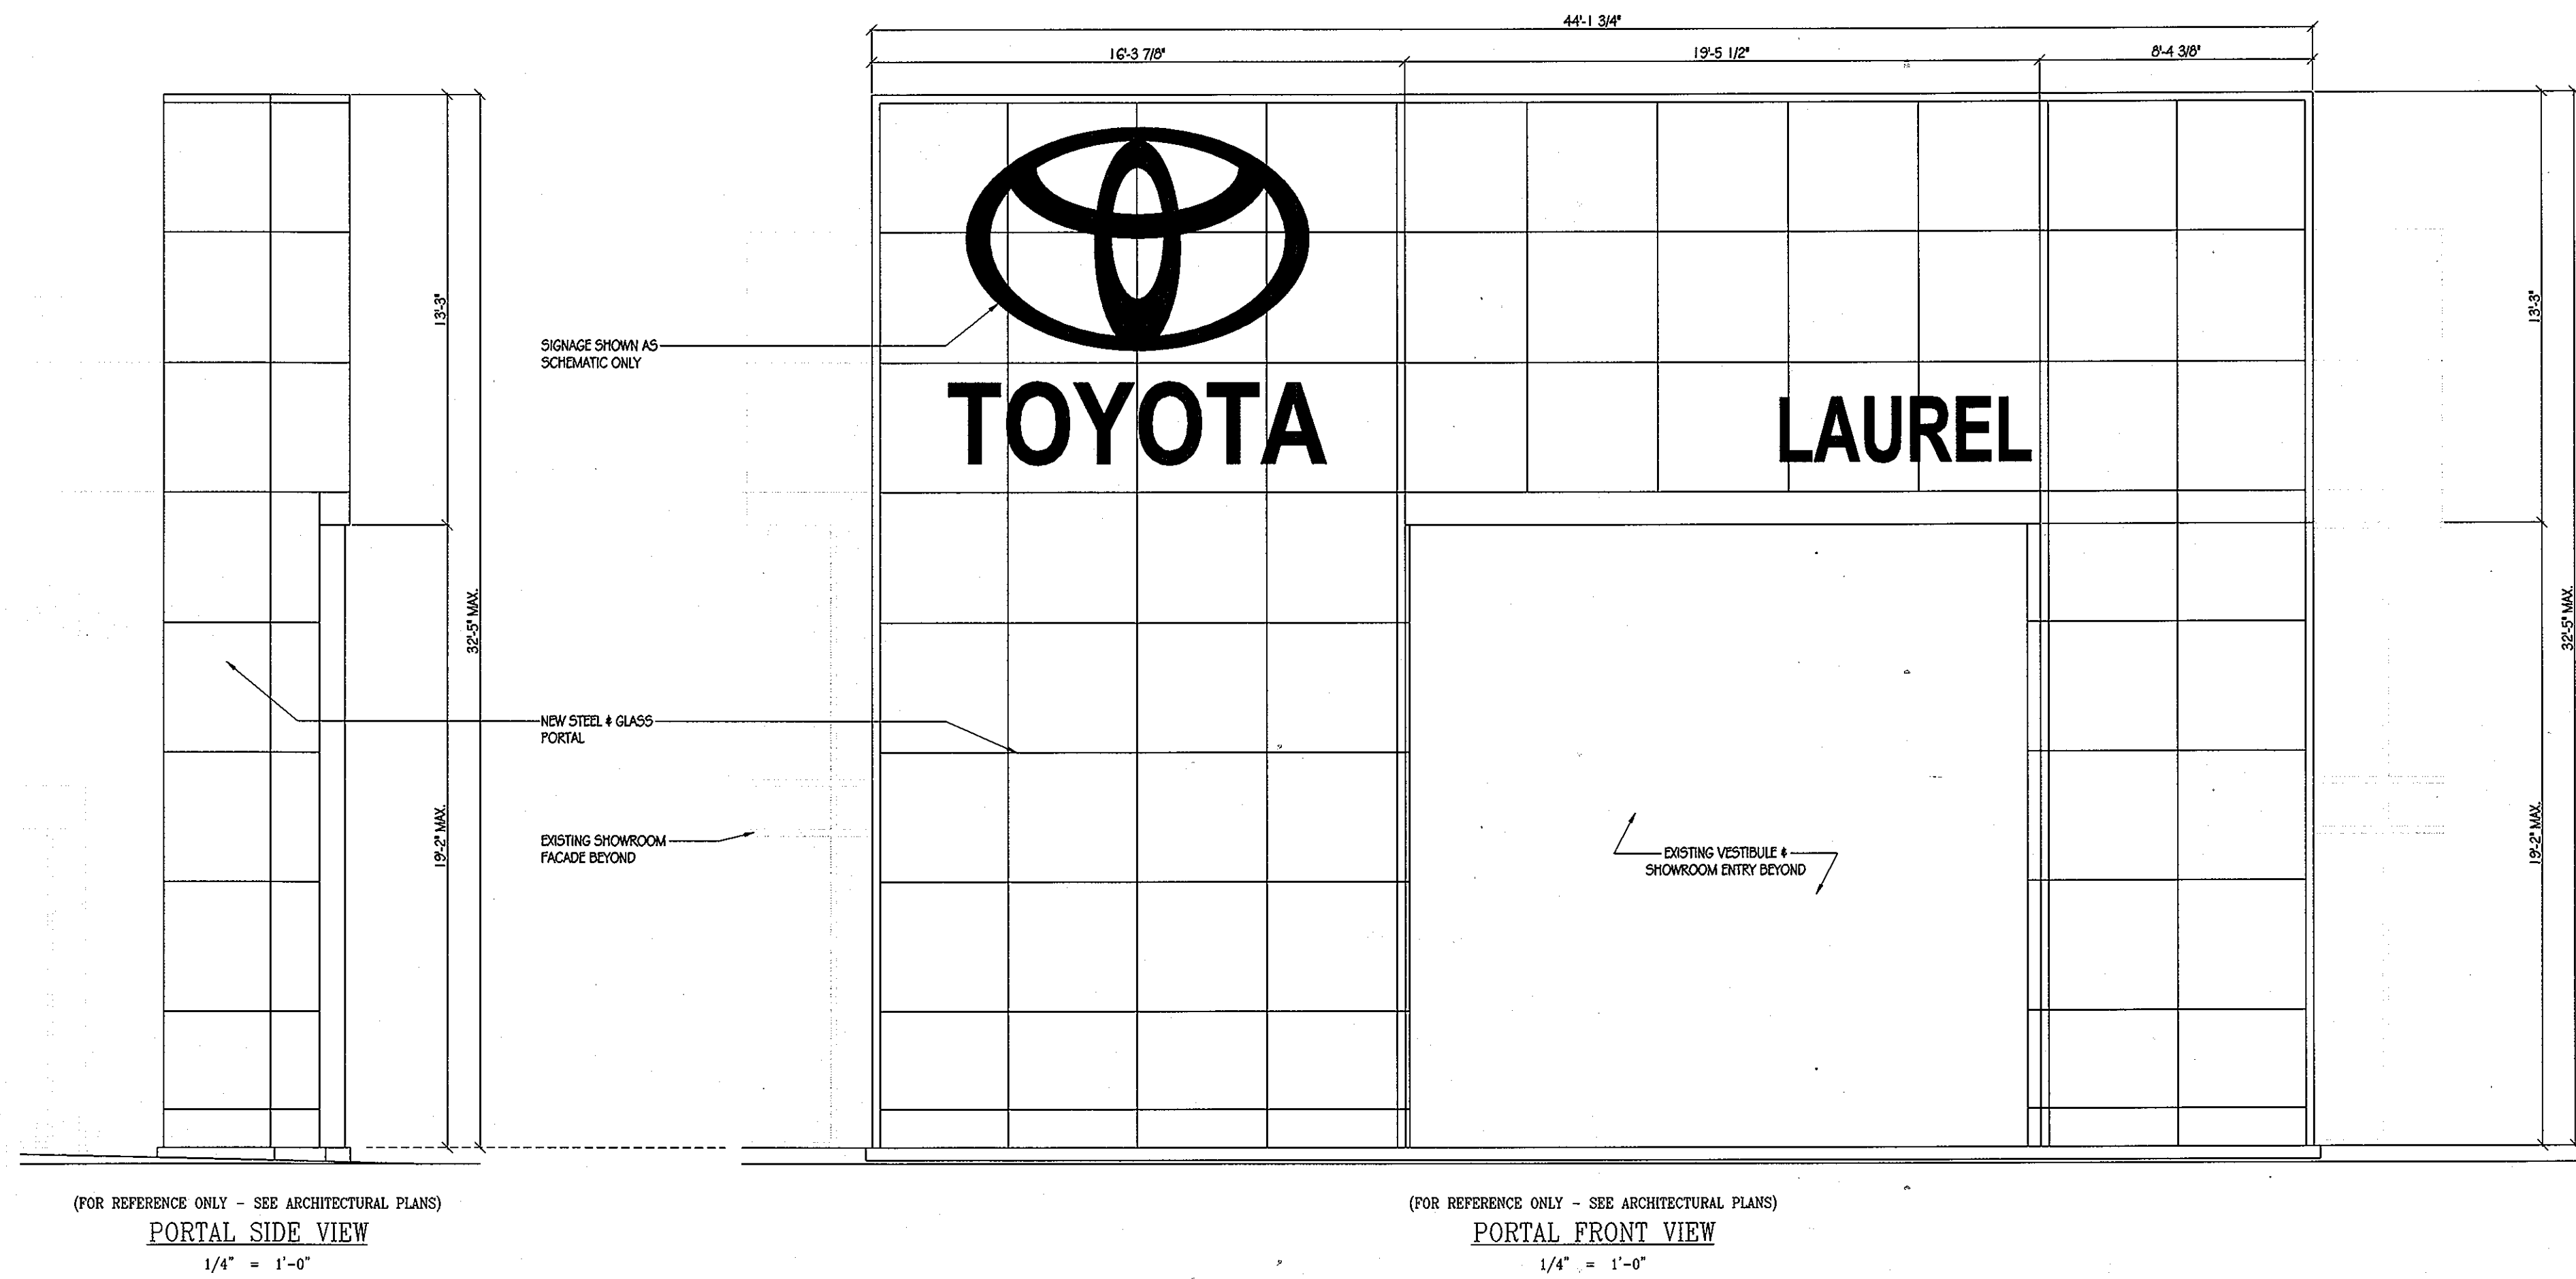 44'-1 3/4"
16'-3 7/8"
19'-5 1/2"
8'-4 3/8"
13'-3"
32'-5" MAX.
19'-2" MAX.
SIGNAGE SHOWN AS
SCHEMATIC ONLY
TOYOTA
LAUREL
13'-3"
32'-5" MAX.
19'-2" MAX.
NEW STEEL & GLASS
PORTAL
EXISTING SHOWROOM
FACADE BEYOND
EXISTING VESTIBULE &
SHOWROOM ENTRY BEYOND
(FOR REFERENCE ONLY - SEE ARCHITECTURAL PLANS)
PORTAL SIDE VIEW
1/4" = 1'-0"
(FOR REFERENCE ONLY - SEE ARCHITECTURAL PLANS)
PORTAL FRONT VIEW
1/4" = 1'-0"